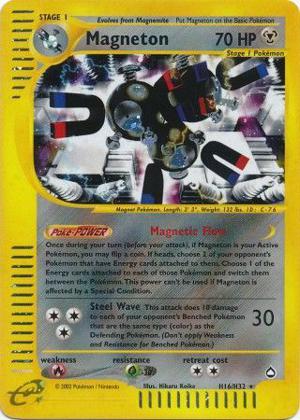 STAGE 1
Evolves from Magnemite
Put Magneton on the Basic Pokémon
Magneton
70 HP
Stage 1 Pokémon
Magnet Pokémon. Length: 3' 3", Weight: 132 lbs. ID: C-76
Poké-POWER
Magnetic Flow
Once during your turn (before your attack), if Magneton is your Active
Pokémon, you may flip a coin. If heads, choose 2 of your opponent's
Pokémon that have Energy cards attached to them. Choose 1 of the
Energy cards attached to each of those Pokémon and switch them
between those Pokémon. This power can't be used if Magneton is
affected by a Special Condition.
Steel Wave This attack does 10 damage
to each of your opponent's Benched
Pokémon of the same type (color) as the
Defending Pokémon. (Don't apply Weakness
and Resistance for Benched Pokémon.)
30
weakness
resistance
retreat cost
©2002 Pokémon / Nintendo
Illus. Hikaru Koike
H16/H32